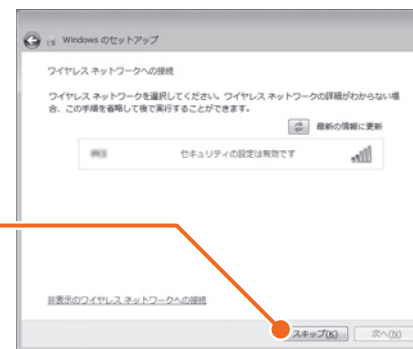 Windows のセットアップ
ワイヤレス ネットワークへの接続
ワイヤレス ネットワークを選択してください。ワイヤレス ネットワークの詳細がわからない場
合、この手順を省略して後で実行することができます。
最新の情報に更新
セキュリティの設定は有効です
非表示のワイヤレス ネットワークへの接続
スキップ(K) 次へ(N)